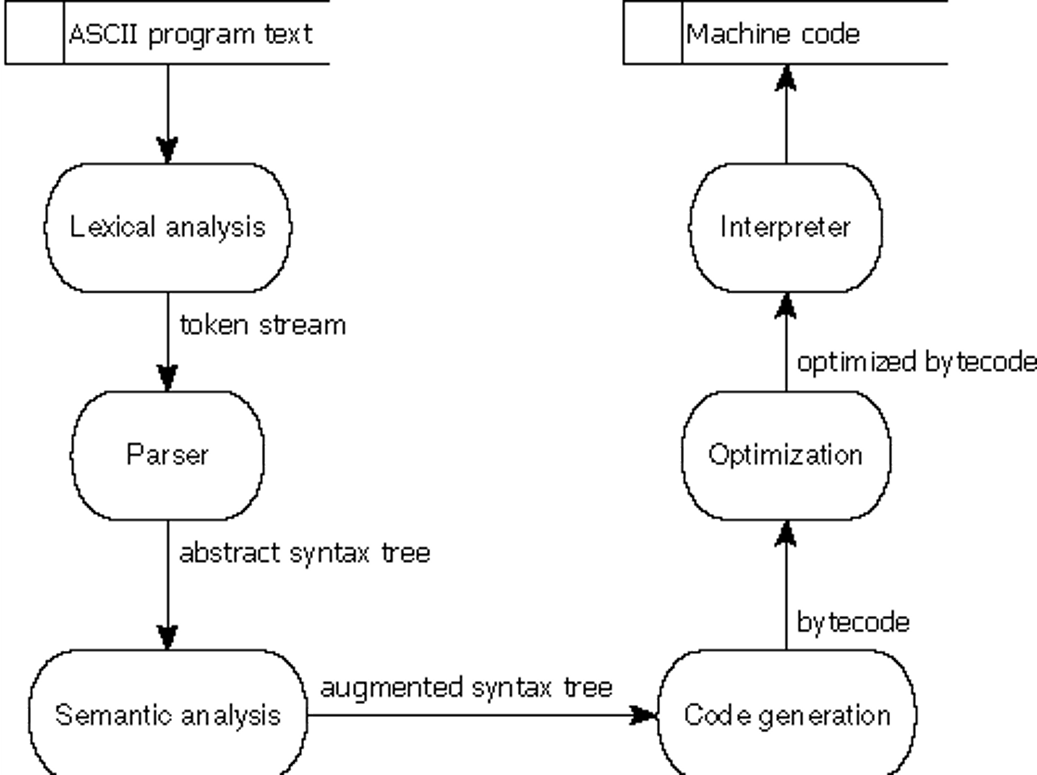 ASCII program text
Lexical analysis
token stream
Parser
abstract syntax tree
Semantic analysis
augmented syntax tree
Code generation
bytecode
Optimization
optimized bytecode
Interpreter
Machine code